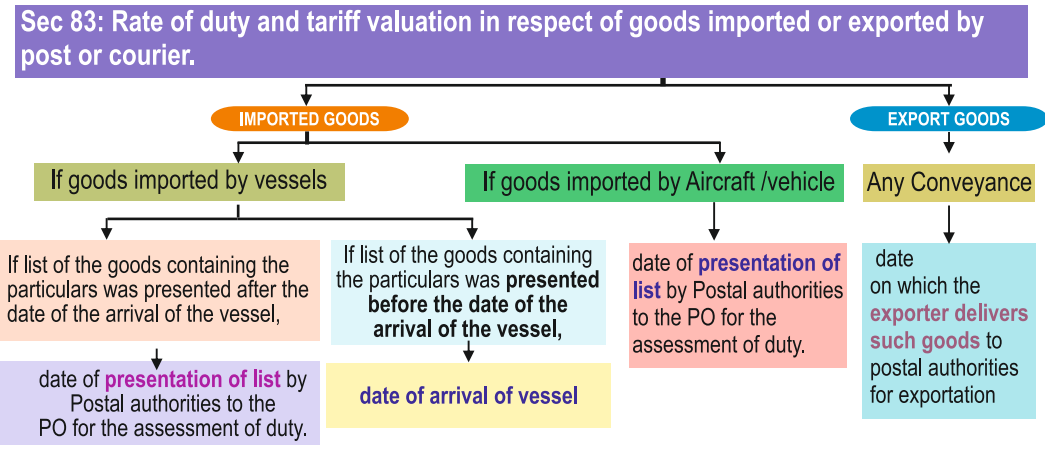 Sec 83: Rate of duty and tariff valuation in respect of goods imported or exported by
post or courier.
IMPORTED GOODS
EXPORT GOODS
If goods imported by vessels
If goods imported by Aircraft /vehicle
Any Conveyance
If list of the goods containing the
particulars was presented after the
date of the arrival of the vessel,
If list of the goods containing
the particulars was presented
before the date of the
arrival of the vessel,
date of presentation of
list by Postal authorities
to the PO for the
assessment of duty.
date
on which the
exporter delivers
such goods to
postal authorities
for exportation
date of presentation of list by
Postal authorities to the
PO for the assessment of duty.
date of arrival of vessel